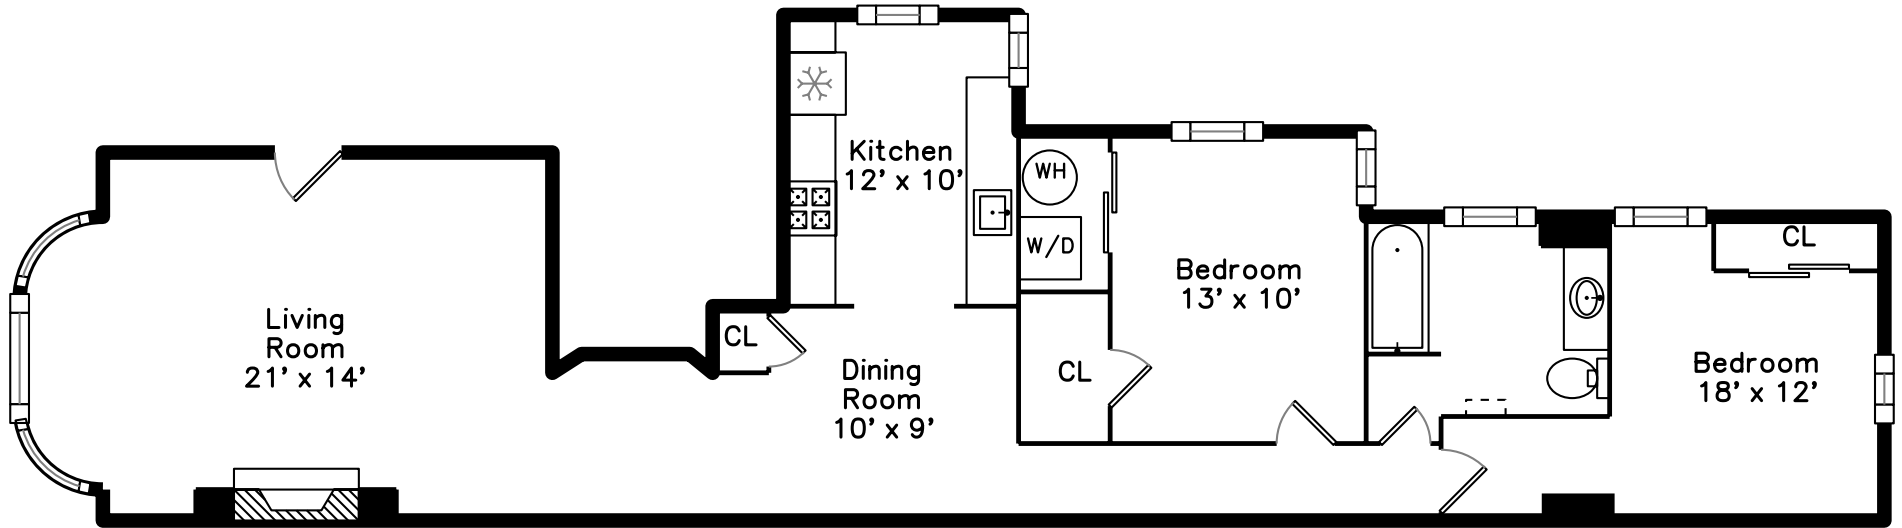 Living
Room
21' x 14'
CL
Kitchen
12' x 10'
Dining
Room
10' x 9'
WH
W/D
CL
Bedroom
13' x 10'
CL
Bedroom
18' x 12'